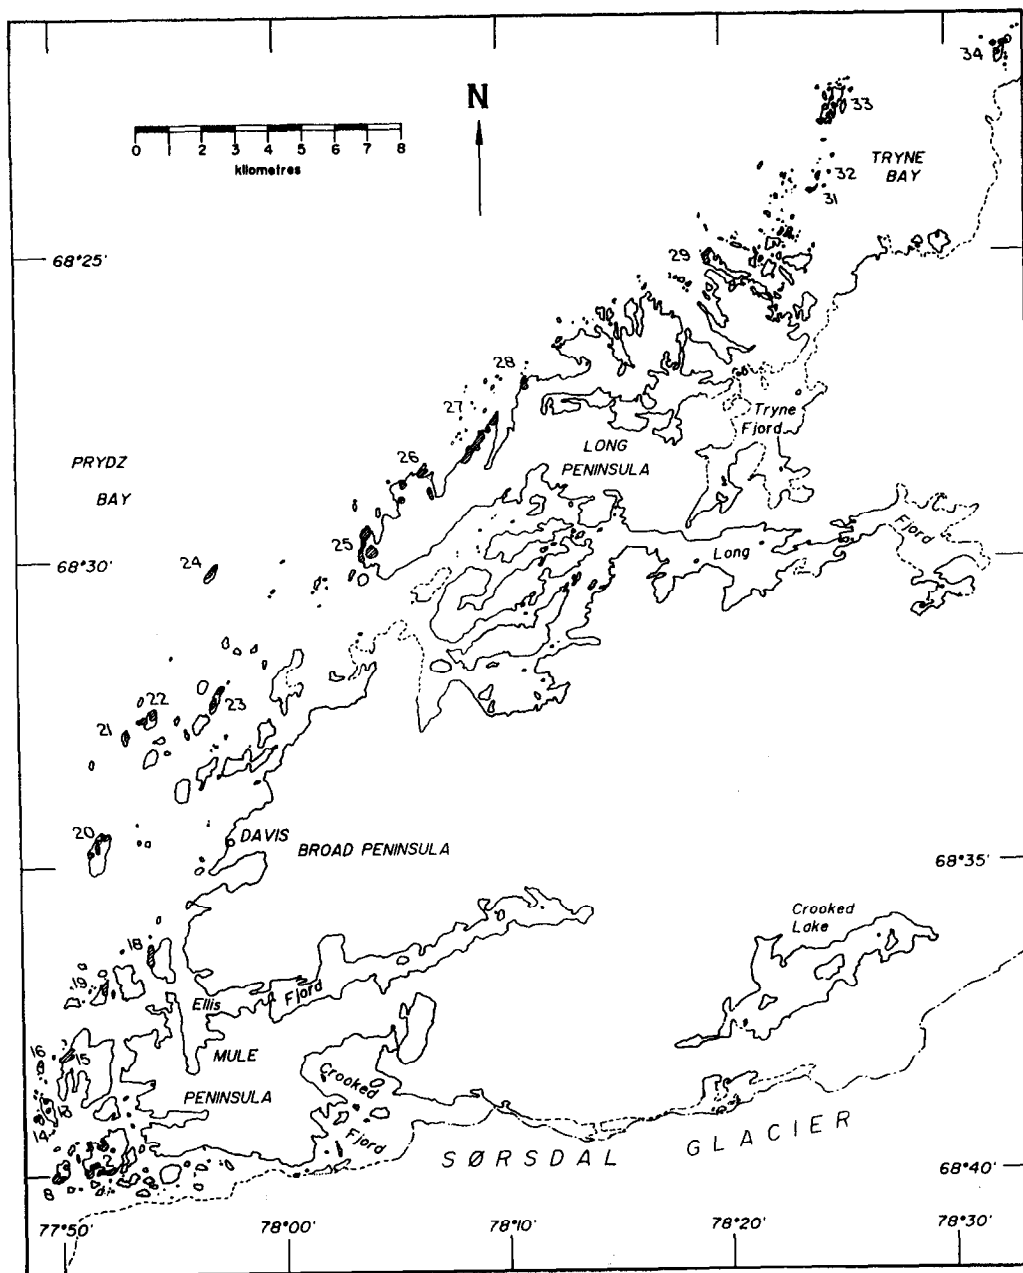 34
N
33
0 1 2 3 4 5 6 7 8
kilometres
TRYNE
BAY
32
31
68°25'
29
28
27
Tryne
Fjord
LONG
PENINSULA
PRYDZ
BAY
26
25
Long
Fjord
24
68°30'
23
22
21
20
DAVIS
BROAD PENINSULA
68°35'
Crooked
Lake
18
19
Ellis
Fjord
16
15
MULE
PENINSULA
Crooked
Fjord
13
14
2
8
SØRSDAL GLACIER
68°40'
77°50' 78°00' 78°10' 78°20' 78°30'